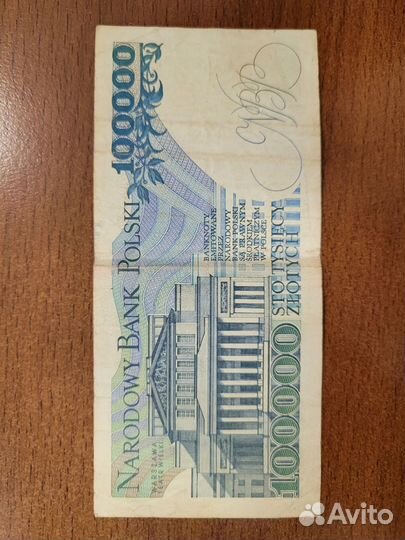 NARODOWY BANK POLSKI
100000
BANKNOTY
EMITOWANE
PRZEZ
NARODOWY
BANK POLSKI
SĄ PRAWNYM
ŚRODKIEM
PŁATNICZYM
W POLSCE
WARSZAWA
TEATR WIELKI
100000
STO TYSIĘCY
ZŁOTYCH
Avito